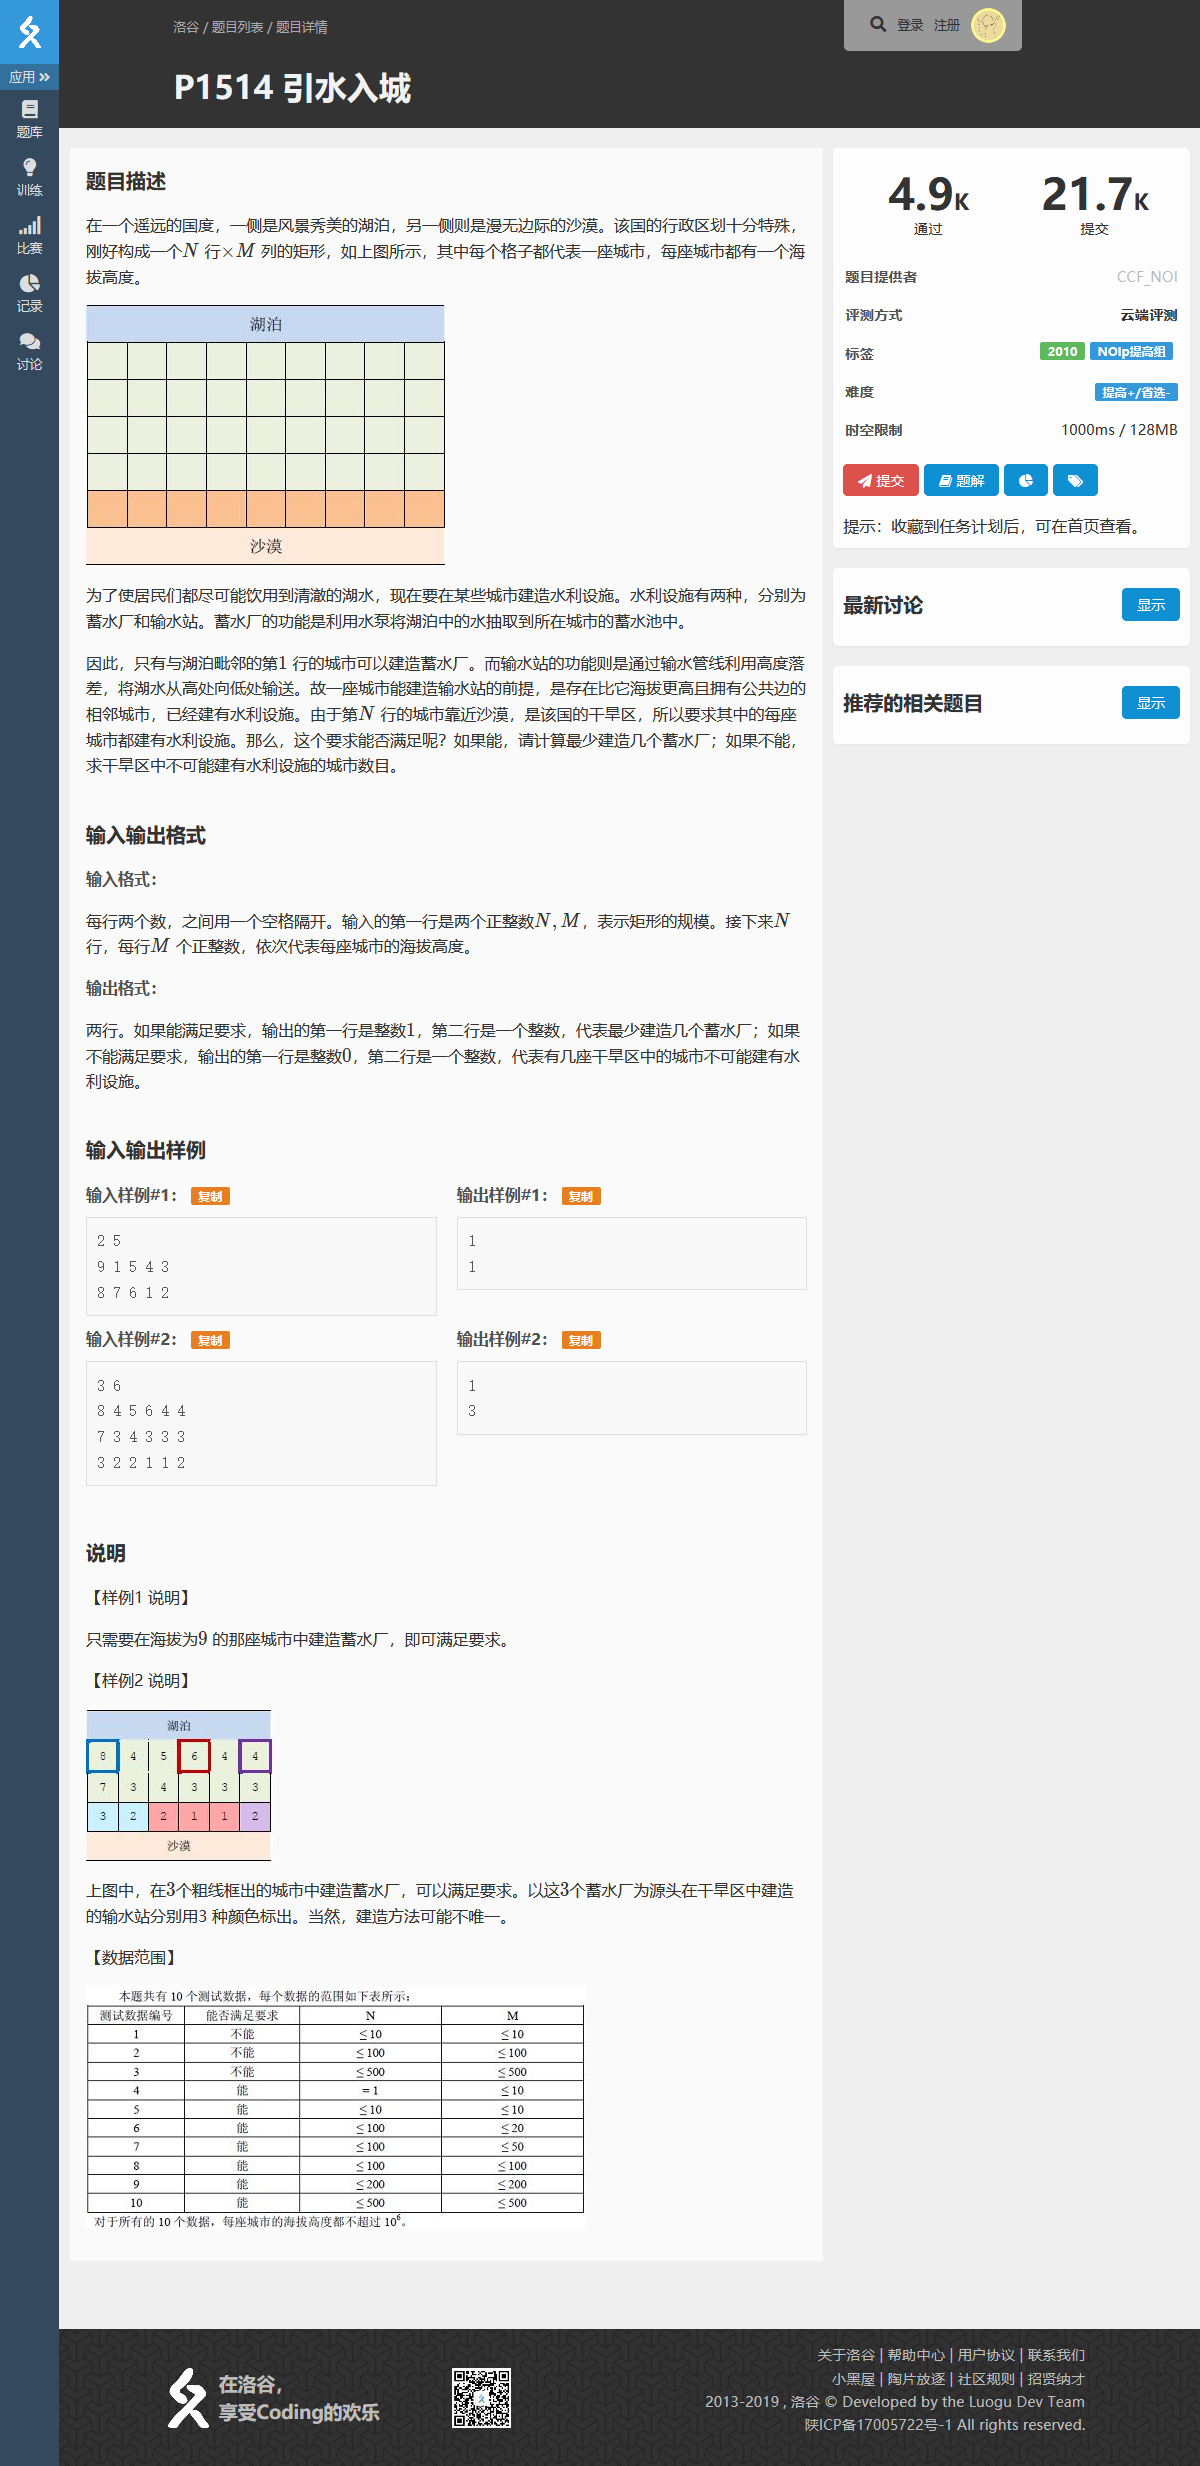 洛谷 / 题目列表 / 题目详情
登录 注册
P1514 引水入城
应用
题库
训练
比赛
记录
讨论
题目描述
在一个遥远的国度，一侧是风景秀美的湖泊，另一侧则是漫无边际的沙漠。该国的行政区划十分特殊，
刚好构成一个N 行×M 列的矩形，如上图所示，其中每个格子都代表一座城市，每座城市都有一个海
拔高度。
湖泊
沙漠
为了使居民们都尽可能饮用到清澈的湖水，现在要在某些城市建造水利设施。水利设施有两种，分别为
蓄水厂和输水站。蓄水厂的功能是利用水泵将湖泊中的水抽取到所在城市的蓄水池中。
因此，只有与湖泊毗邻的第1 行的城市可以建造蓄水厂。而输水站的功能则是通过输水管线利用高度落
差，将湖水从高处向低处输送。故一座城市能建造输水站的前提，是存在比它海拔更高且拥有公共边的
相邻城市，已经建有水利设施。由于第N 行的城市靠近沙漠，是该国的干旱区，所以要求其中的每座
城市都建有水利设施。那么，这个要求能否满足呢？如果能，请计算最少建造几个蓄水厂；如果不能，
求干旱区中不可能建有水利设施的城市数目。
输入输出格式
输入格式：
每行两个数，之间用一个空格隔开。输入的第一行是两个正整数N, M，表示矩形的规模。接下来N
行，每行M 个正整数，依次代表每座城市的海拔高度。
输出格式：
两行。如果能满足要求，输出的第一行是整数1，第二行是一个整数，代表最少建造几个蓄水厂；如果
不能满足要求，输出的第一行是整数0，第二行是一个整数，代表有几座干旱区中的城市不可能建有水
利设施。
输入输出样例
输入样例#1： 复制
2 5
9 1 5 4 3
8 7 6 1 2
输出样例#1： 复制
1
1
输入样例#2： 复制
3 6
8 4 5 6 4 4
7 3 4 3 3 3
3 2 2 1 1 2
输出样例#2： 复制
1
3
说明
【样例1 说明】
只需要在海拔为9 的那座城市中建造蓄水厂，即可满足要求。
【样例2 说明】
湖泊
8 4 5 6 4 4
7 3 4 3 3 3
3 2 2 1 1 2
沙漠
上图中，在3个粗线框出的城市中建造蓄水厂，可以满足要求。以这3个蓄水厂为源头在干旱区中建造
的输水站分别用3 种颜色标出。当然，建造方法可能不唯一。
【数据范围】
本题共有 10 个测试数据，每个数据的范围如下表所示：
测试数据编号 能否满足要求 N M
1 不能 ≤10 ≤10
2 不能 ≤100 ≤100
3 不能 ≤500 ≤500
4 能 =1 ≤10
5 能 ≤10 ≤10
6 能 ≤100 ≤20
7 能 ≤100 ≤50
8 能 ≤100 ≤100
9 能 ≤200 ≤200
10 能 ≤500 ≤500
对于所有的 10 个数据，每座城市的海拔高度都不超过 10⁶。
4.9K 21.7K
通过 提交
题目提供者 CCF_NOI
评测方式 云端评测
标签 2010 NOIp提高组
难度 提高+/省选-
时空限制 1000ms / 128MB
提交 题解
提示：收藏到任务计划后，可在首页查看。
最新讨论 显示
推荐的相关题目 显示
在洛谷，
享受Coding的欢乐
关于洛谷 | 帮助中心 | 用户协议 | 联系我们
小黑屋 | 陶片放逐 | 社区规则 | 招贤纳才
2013-2019 , 洛谷 © Developed by the Luogu Dev Team
陕ICP备17005722号-1 All rights reserved.